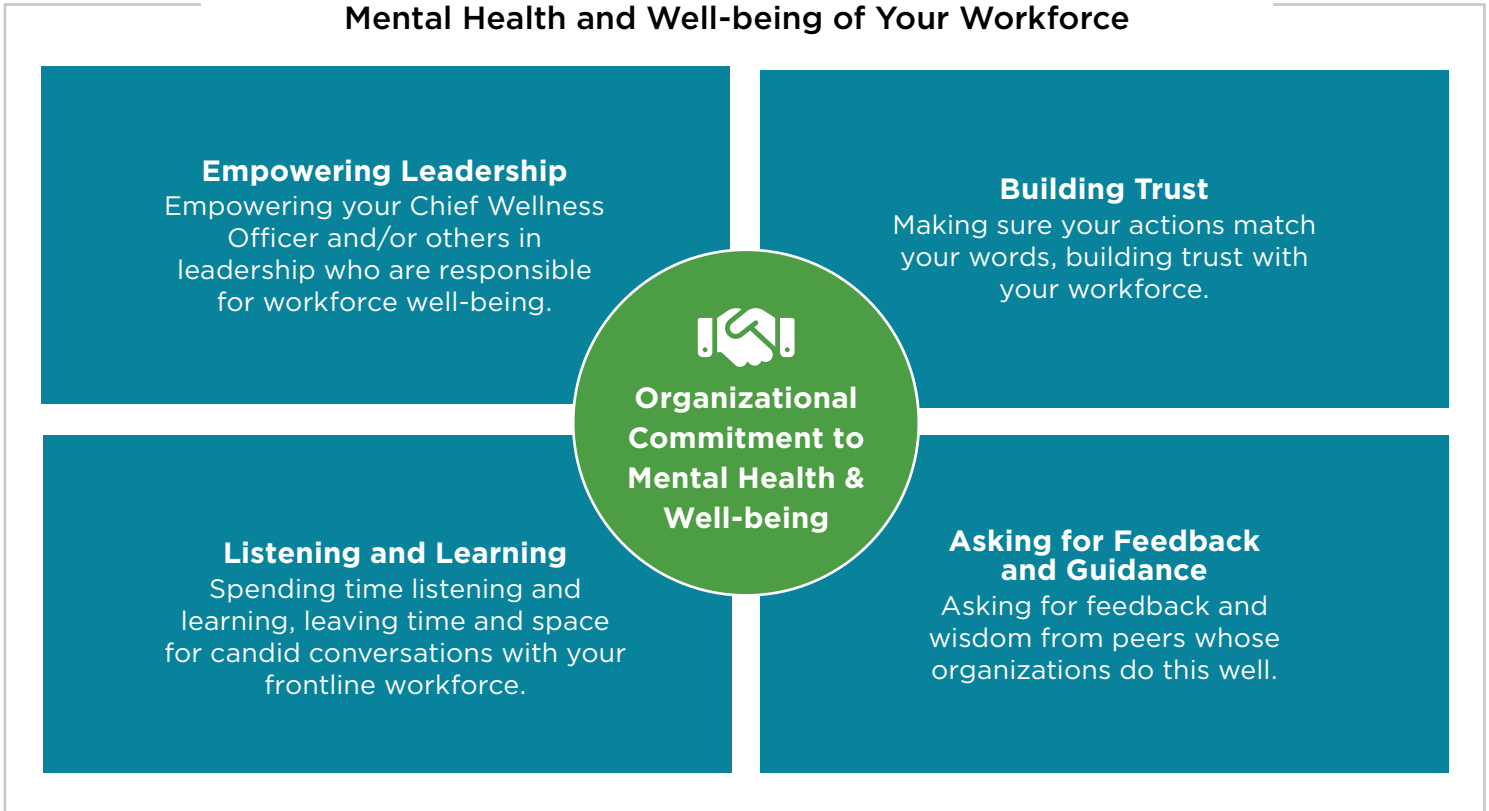 Mental Health and Well-being of Your Workforce
Empowering Leadership
Empowering your Chief Wellness
Officer and/or others in
leadership who are responsible
for workforce well-being.
Building Trust
Making sure your actions match
your words, building trust with
your workforce.
Organizational
Commitment to
Mental Health &
Well-being
Listening and Learning
Spending time listening and
learning, leaving time and space
for candid conversations with your
frontline workforce.
Asking for Feedback
and Guidance
Asking for feedback and
wisdom from peers whose
organizations do this well.